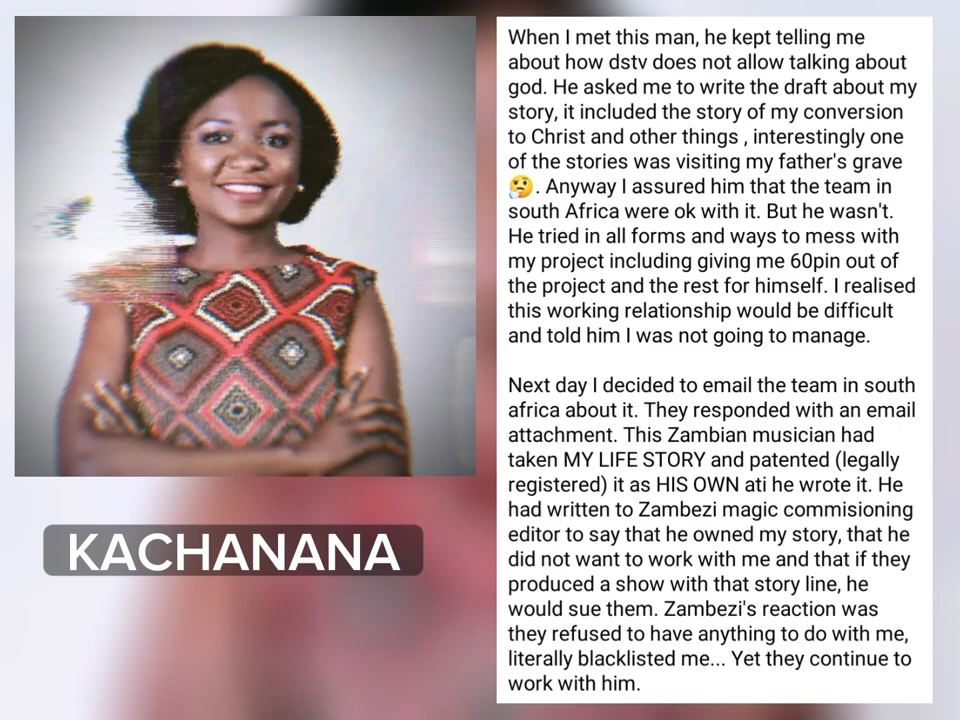 When I met this man, he kept telling me
about how dstv does not allow talking about
god. He asked me to write the draft about my
story, it included the story of my conversion
to Christ and other things , interestingly one
of the stories was visiting my father's grave
🤔. Anyway I assured him that the team in
south Africa were ok with it. But he wasn't.
He tried in all forms and ways to mess with
my project including giving me 60pin out of
the project and the rest for himself. I realised
this working relationship would be difficult
and told him I was not going to manage.
Next day I decided to email the team in south
africa about it. They responded with an email
attachment. This Zambian musician had
taken MY LIFE STORY and patented (legally
registered) it as HIS OWN ati he wrote it. He
had written to Zambezi magic commisioning
editor to say that he owned my story, that he
did not want to work with me and that if they
produced a show with that story line, he
would sue them. Zambezi's reaction was
they refused to have anything to do with me,
literally blacklisted me... Yet they continue to
work with him.
KACHANANA